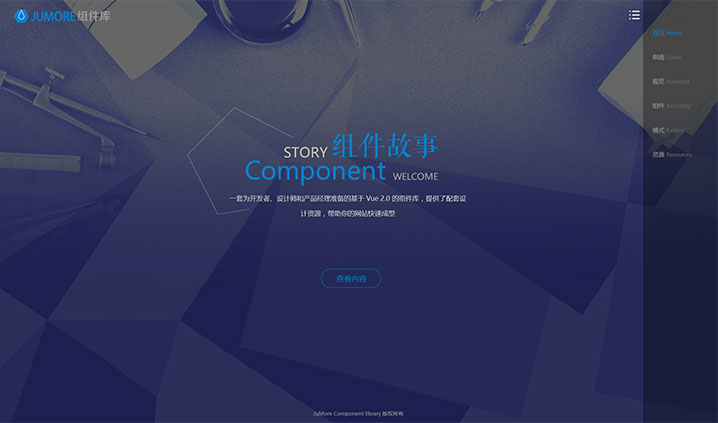 JUMORE组件库
首页 Home
指南 Guide
规范 Standard
组件 Assembly
模式 Pattern
资源 Resources
STORY 组件故事
Component WELCOME
一套为开发者、设计师和产品经理准备的基于 Vue 2.0 的组件库，提供了配套设
计资源，帮助你的网站快速成型
查看内容
JuMore Component library 版权所有